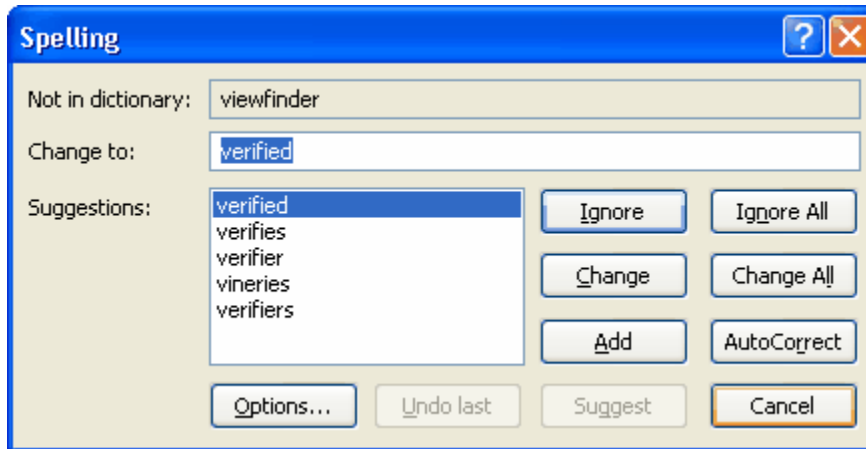 Spelling
Not in dictionary: viewfinder
Change to: verified
Suggestions:
verified
verifies
verifier
vineries
verifiers
Ignore
Ignore All
Change
Change All
Add
AutoCorrect
Options...
Undo last
Suggest
Cancel